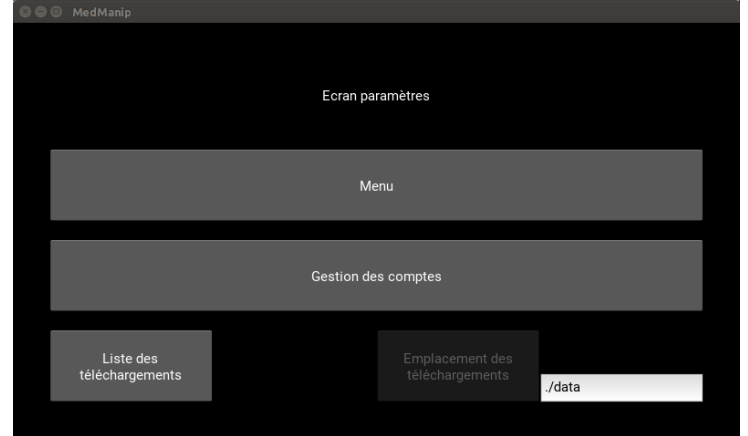 MedManip
Ecran paramètres
Menu
Gestion des comptes
Liste des
téléchargements
Emplacement des
téléchargements
./data